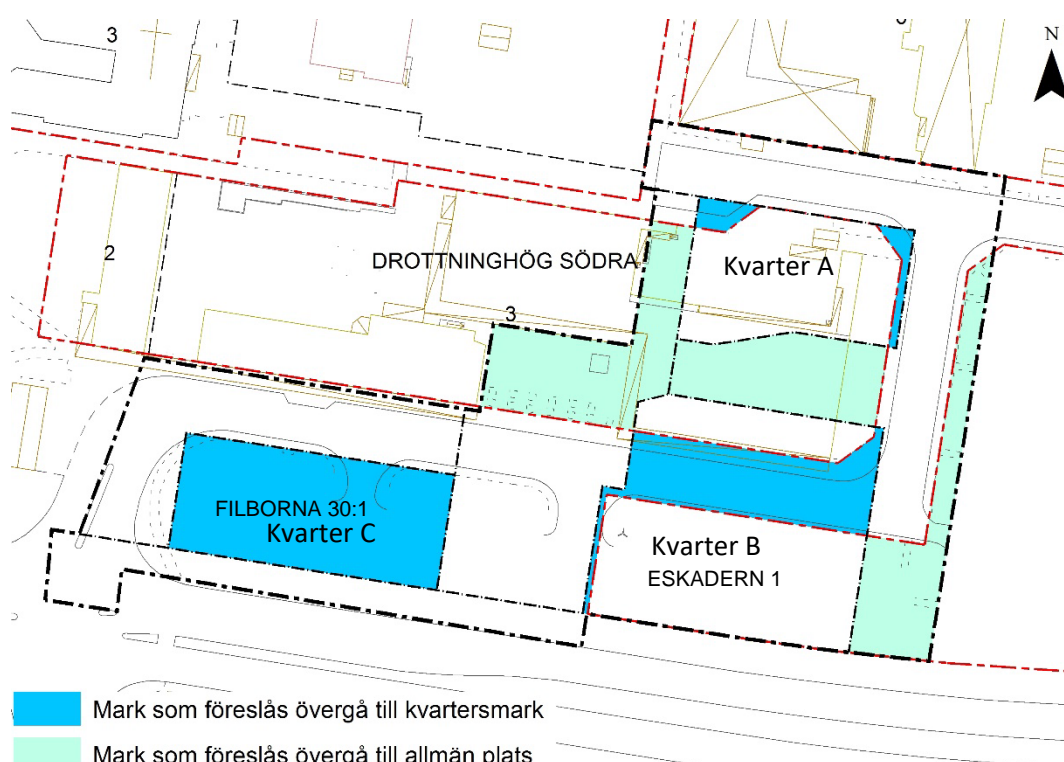 3
N
DROTTNINGHÖG SÖDRA
Kvarter A
2
3
FILBORNA 30:1
Kvarter C
Kvarter B
ESKADERN 1
Mark som föreslås övergå till kvartersmark
Mark som föreslås övergå till allmän plats